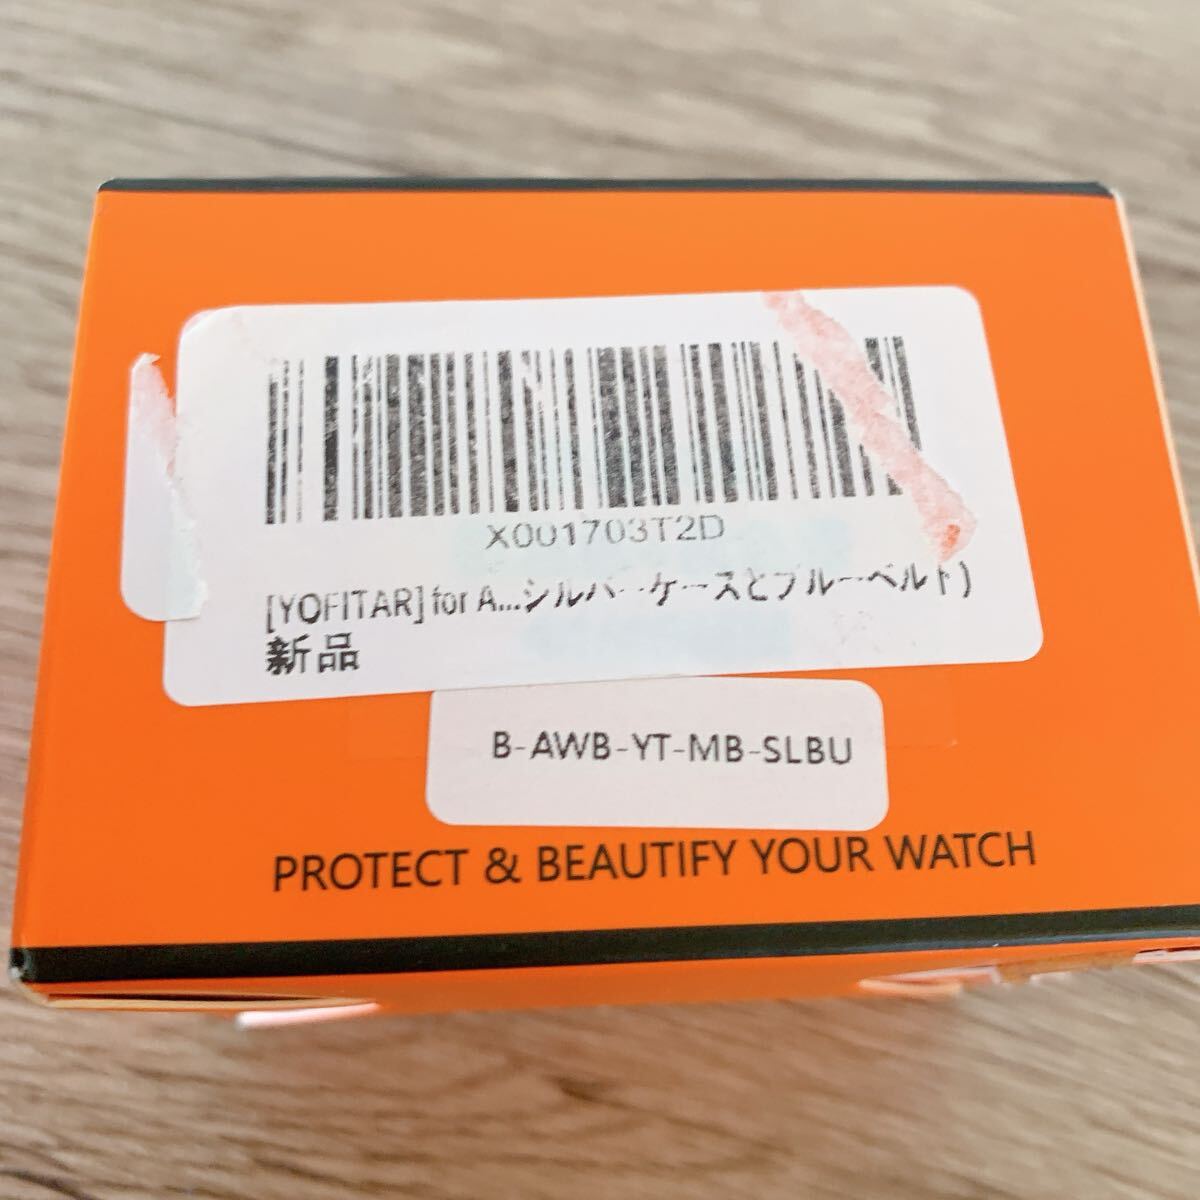 X001703T2D
[YOFITAR] for A...シルバーケースとブルーベルト)
新品
B-AWB-YT-MB-SLBU
PROTECT & BEAUTIFY YOUR WATCH